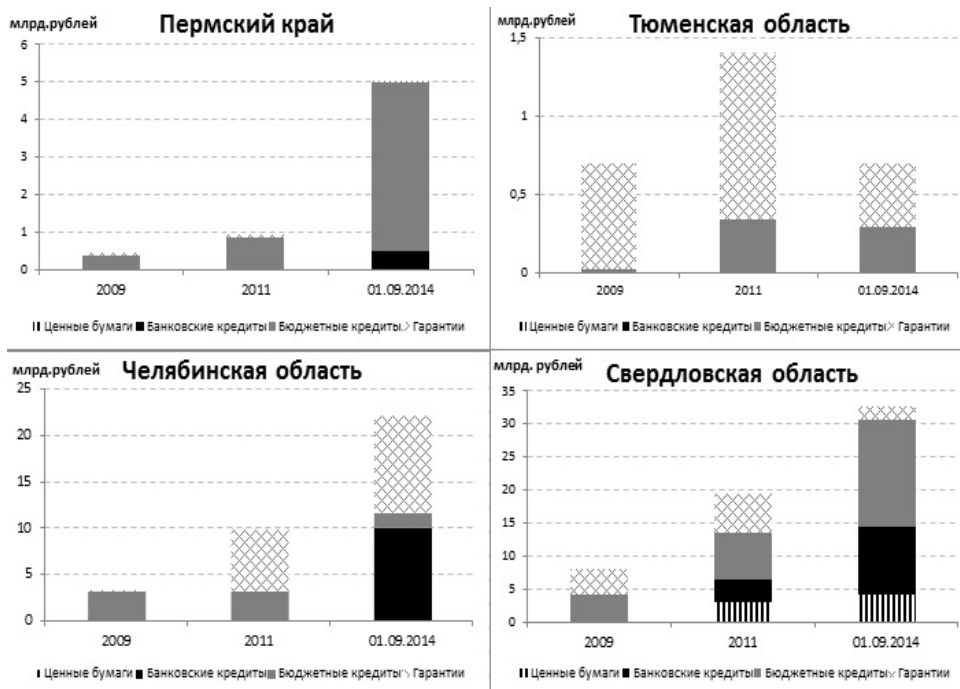 млрд.рублей
Пермский край
6
5
4
3
2
1
0
2009
2011
01.09.2014
Ценные бумаги
Банковские кредиты
Бюджетные кредиты
Гарантии
млрд.рублей
Тюменская область
1,5
1
0,5
0
2009
2011
01.09.2014
Ценные бумаги
Банковские кредиты
Бюджетные кредиты
Гарантии
млрд.рублей
Челябинская область
25
20
15
10
5
0
2009
2011
01.09.2014
Ценные бумаги
Банковские кредиты
Бюджетные кредиты
Гарантии
млрд. рублей
Свердловская область
35
30
25
20
15
10
5
0
2009
2011
01.09.2014
Ценные бумаги
Банковские кредиты
Бюджетные кредиты
Гарантии